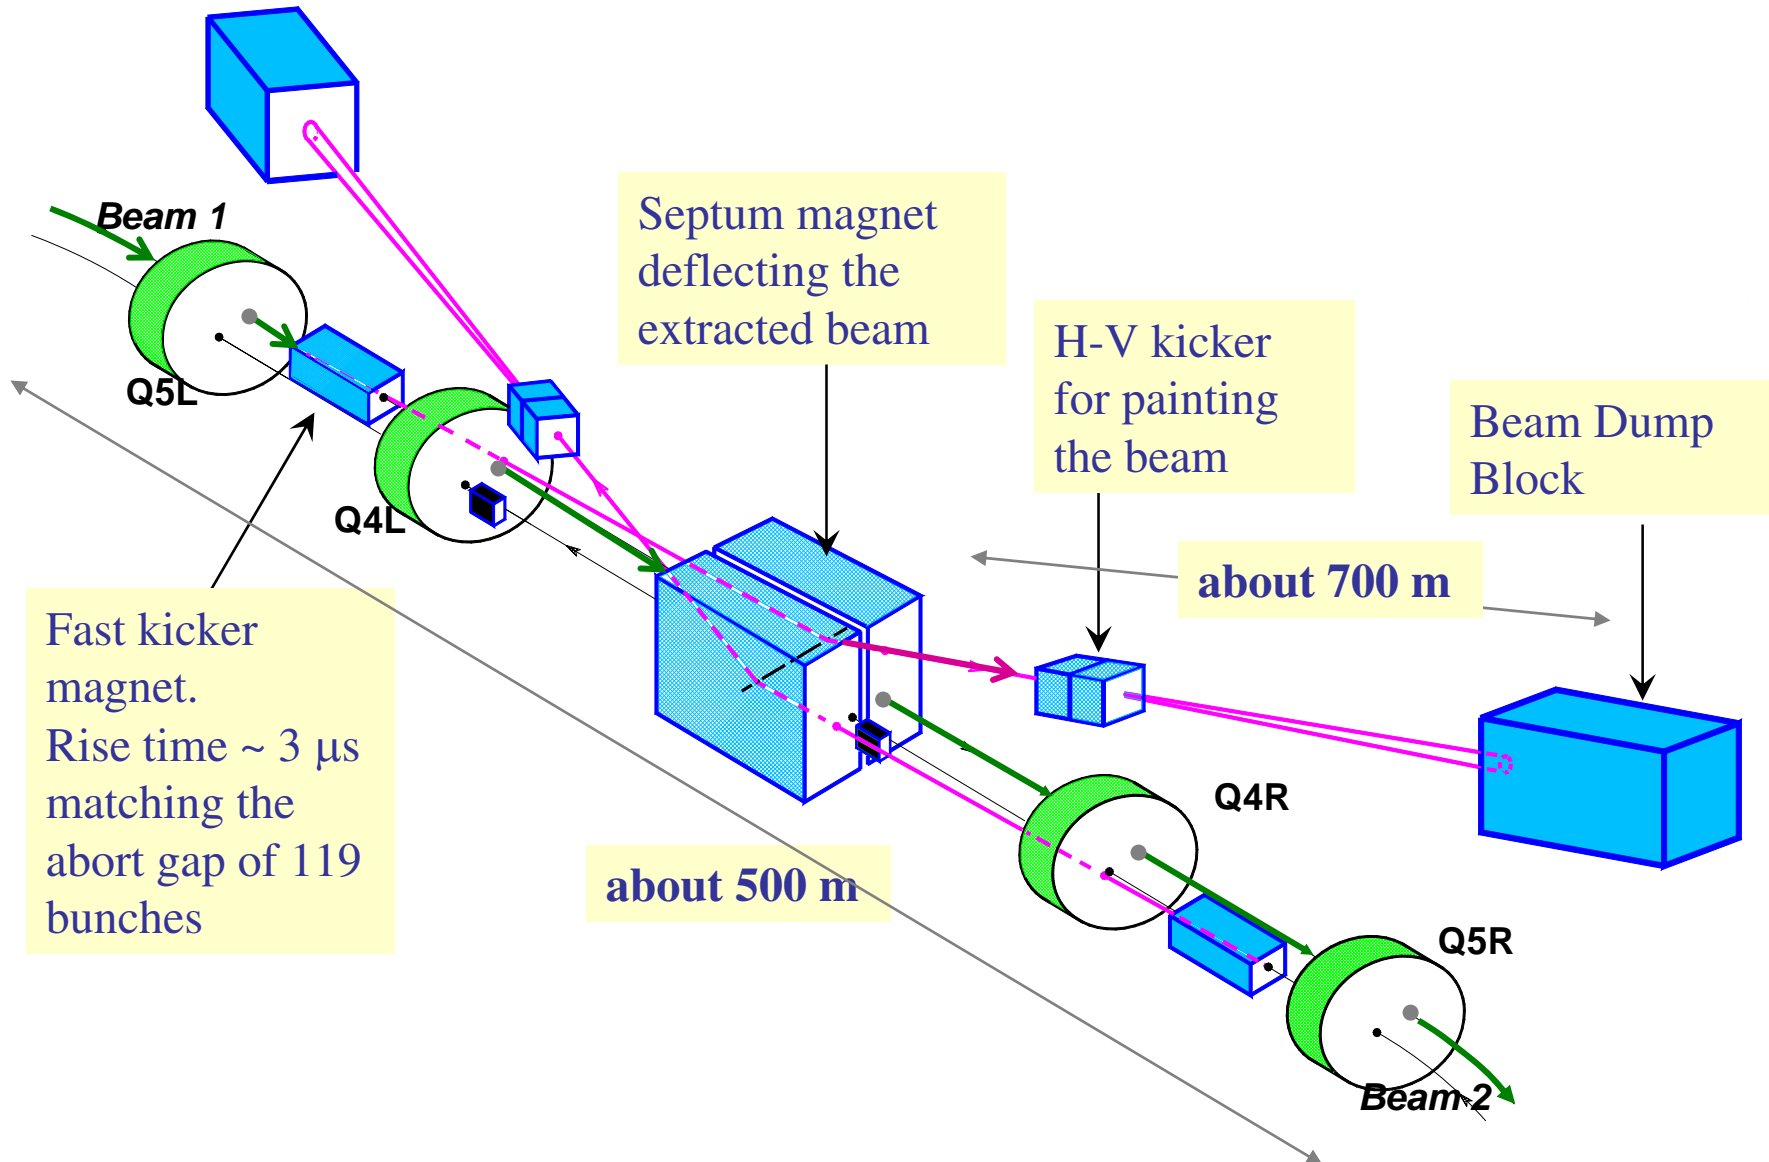 Beam 1
Septum magnet
deflecting the
extracted beam
H-V kicker
for painting
the beam
Beam Dump
Block
Q5L
Q4L
about 700 m
Fast kicker
magnet.
Rise time ~ 3 μs
matching the
abort gap of 119
bunches
about 500 m
Q4R
Q5R
Beam 2